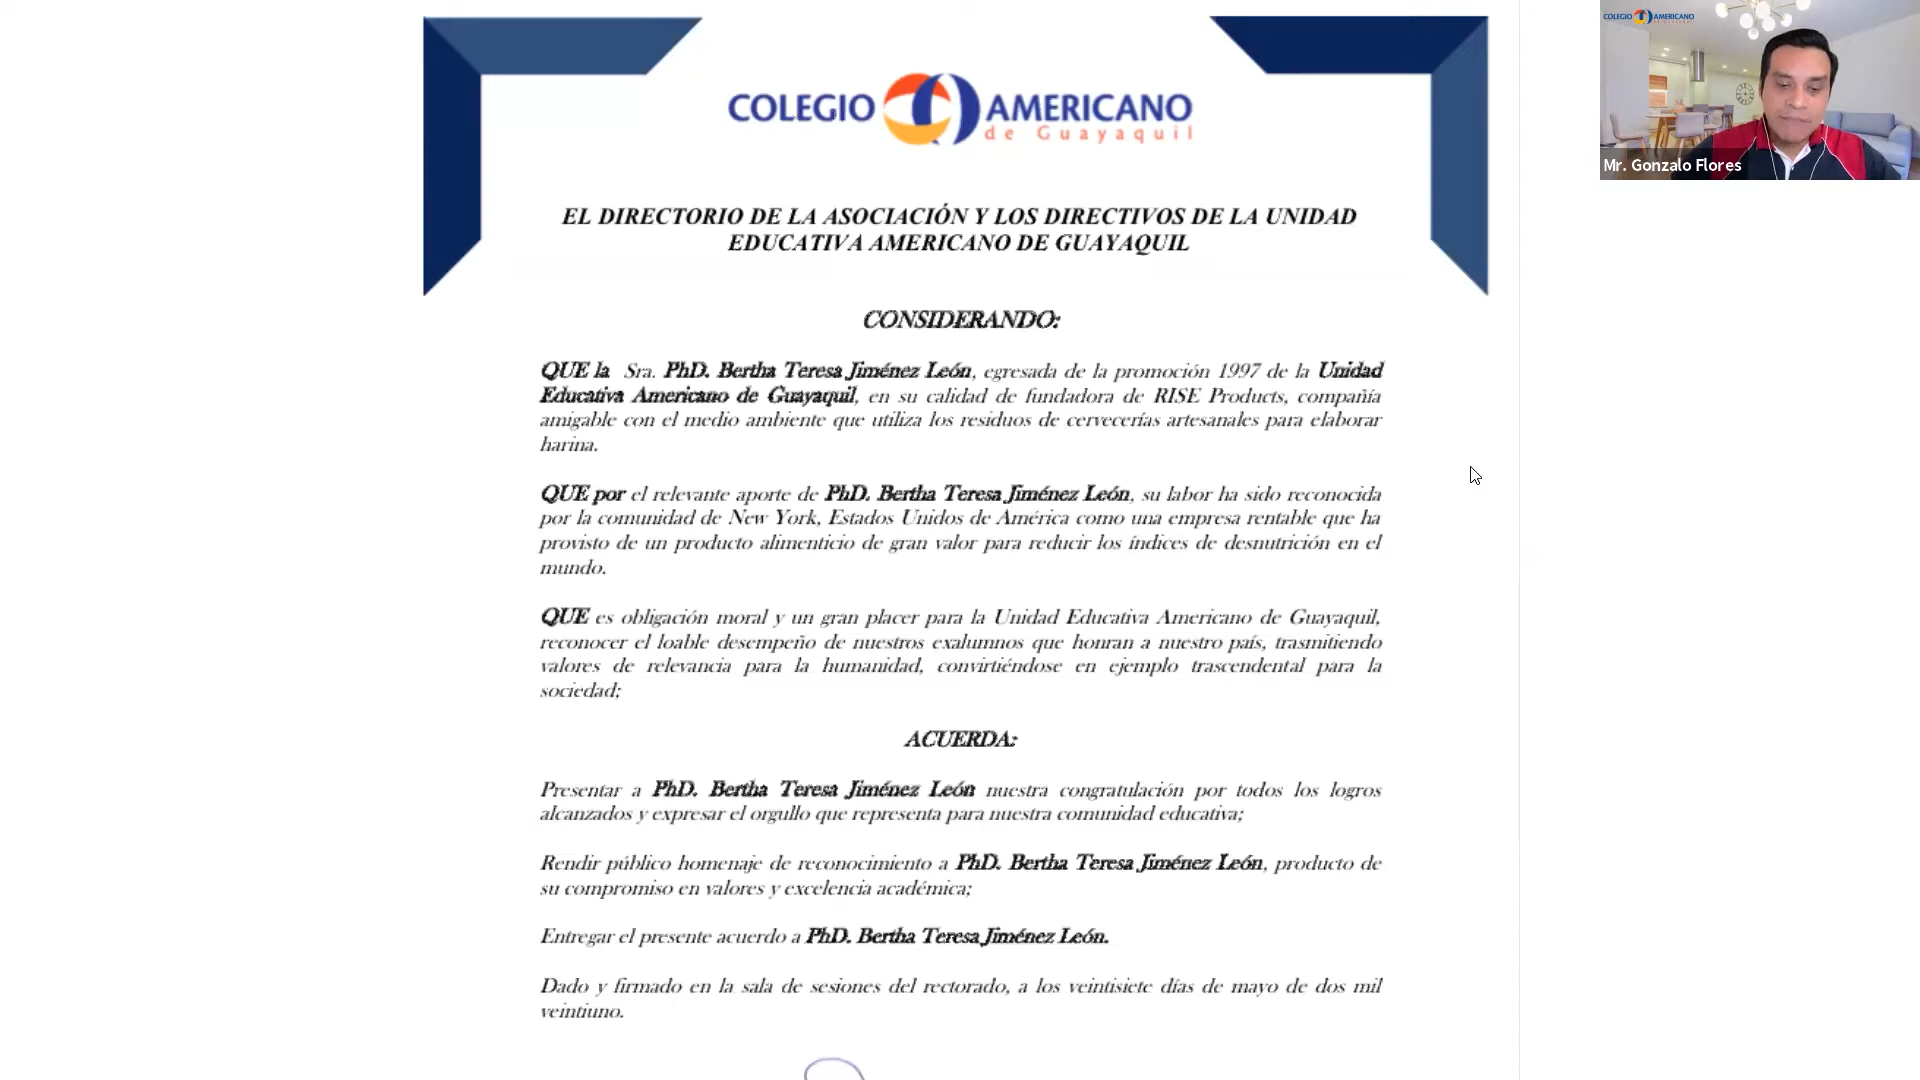 COLEGIO AMERICANO
de Guayaquil
EL DIRECTORIO DE LA ASOCIACIÓN Y LOS DIRECTIVOS DE LA UNIDAD
EDUCATIVA AMERICANO DE GUAYAQUIL
CONSIDERANDO:
QUE la Sra. PhD. Bertha Teresa Jiménez León, egresada de la promoción 1997 de la Unidad
Educativa Americano de Guayaquil, en su calidad de fundadora de RISE Products, compañía
amigable con el medio ambiente que utiliza los residuos de cervecerías artesanales para elaborar
harina.
QUE por el relevante aporte de PhD. Bertha Teresa Jiménez León, su labor ha sido reconocida
por la comunidad de New York, Estados Unidos de América como una empresa rentable que ha
provisto de un producto alimenticio de gran valor para reducir los índices de desnutrición en el
mundo.
QUE es obligación moral y un gran placer para la Unidad Educativa Americano de Guayaquil,
reconocer el loable desempeño de nuestros exalumnos que honran a nuestro país, trasmitiendo
valores de relevancia para la humanidad, convirtiéndose en ejemplo trascendental para la
sociedad;
ACUERDA:
Presentar a PhD. Bertha Teresa Jiménez León nuestra congratulación por todos los logros
alcanzados y expresar el orgullo que representa para nuestra comunidad educativa;
Rendir público homenaje de reconocimiento a PhD. Bertha Teresa Jiménez León, producto de
su compromiso en valores y excelencia académica;
Entregar el presente acuerdo a PhD. Bertha Teresa Jiménez León.
Dado y firmado en la sala de sesiones del rectorado, a los veintisiete días de mayo de dos mil
veintiuno.
COLEGIO AMERICANO
Mr. Gonzalo Flores